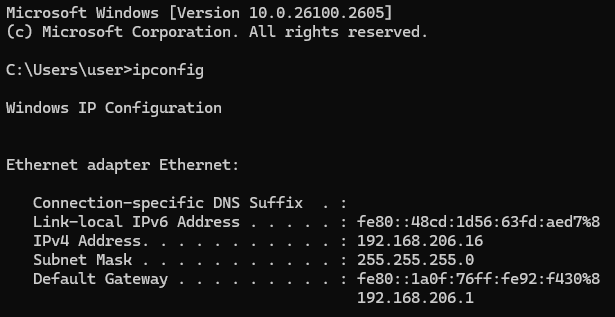 Microsoft Windows [Version 10.0.26100.2605]
(c) Microsoft Corporation. All rights reserved.
C:\Users\user>ipconfig
Windows IP Configuration
Ethernet adapter Ethernet:
Connection-specific DNS Suffix  . :
Link-local IPv6 Address . . . . . : fe80::48cd:1d56:63fd:aed7%8
IPv4 Address. . . . . . . . . . . : 192.168.206.16
Subnet Mask . . . . . . . . . . . : 255.255.255.0
Default Gateway . . . . . . . . . : fe80::1a0f:76ff:fe92:f430%8
192.168.206.1